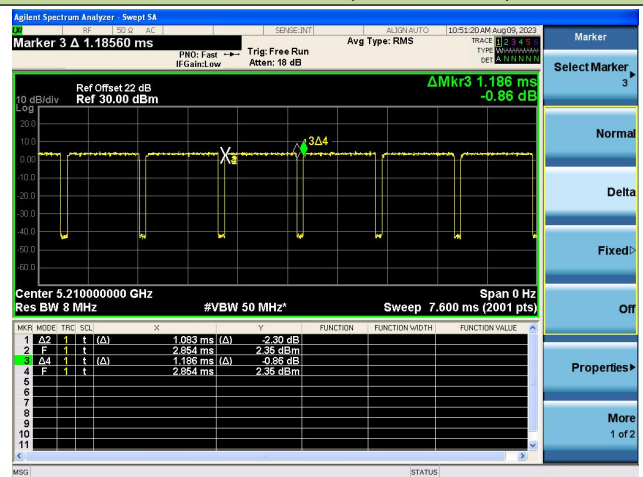 Agilent Spectrum Analyzer - Swept SA
RF 50 Ω AC SENSE:INT ALIGN AUTO 10:51:20 AM Aug 09, 2023
Marker 3 Δ 1.18560 ms
PNO: Fast
IFGain:Low
Trig: Free Run
Atten: 18 dB
Avg Type: RMS
TRACE 1 2 3 4 5 6
TYPE
DET A N N N N N
ΔMkr3 1.186 ms
-0.86 dB
Ref Offset 22 dB
10 dB/div Ref 30.00 dBm
Log
20.0
10.0
0.00
-10.0
-20.0
-30.0
-40.0
-50.0
-60.0
3Δ4
Center 5.210000000 GHz Span 0 Hz
Res BW 8 MHz #VBW 50 MHz* Sweep 7.600 ms (2001 pts)
MKR MODE TRC SCL X Y FUNCTION FUNCTION WIDTH FUNCTION VALUE
1 Δ2 1 t (Δ) 1.083 ms (Δ) -2.30 dB
2 F 1 t 2.854 ms 2.35 dBm
3 Δ4 1 t (Δ) 1.186 ms (Δ) -0.86 dB
4 F 1 t 2.854 ms 2.35 dBm
5
6
7
8
9
10
11
MSG STATUS
Marker
Select Marker
3
Normal
Delta
Fixed
Off
Properties
More
1 of 2